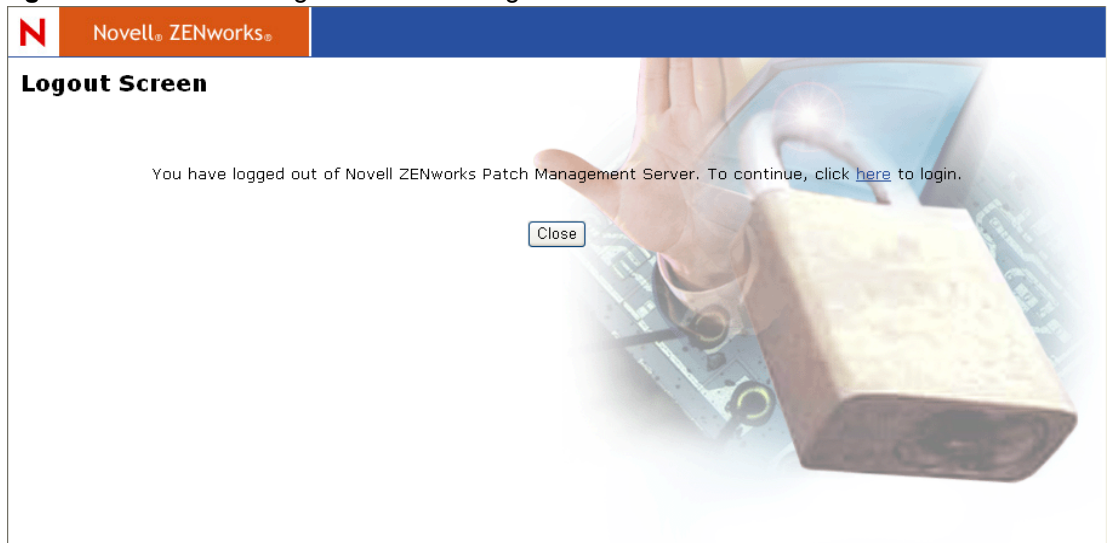 N Novell® ZENworks®
Logout Screen
You have logged out of Novell ZENworks Patch Management Server. To continue, click here to login.
Close